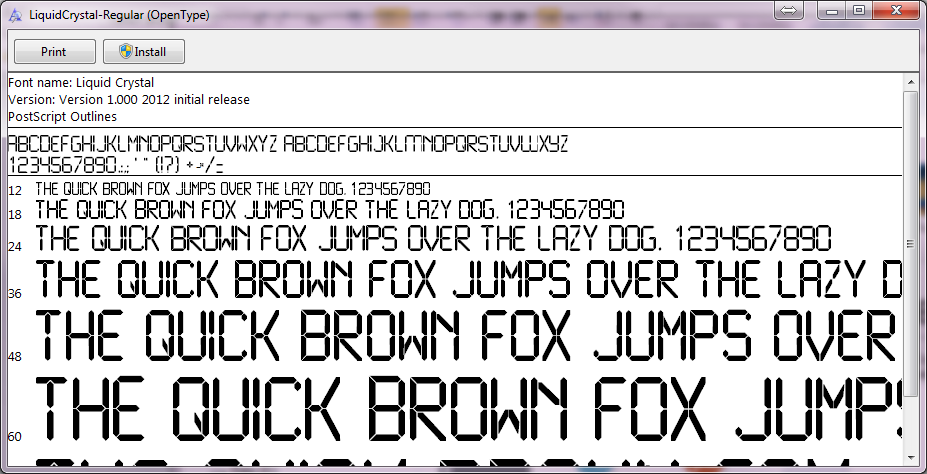 LiquidCrystal-Regular (OpenType)
Print Install
Font name: Liquid Crystal
Version: Version 1.000 2012 initial release
PostScript Outlines
ABCDEFGHIJKLMNOPQRSTUVWXYZ ABCDEFGHIJKLMNOPQRSTUVWXYZ
1234567890.:,; ' " (!?) +-*/=
12 THE QUICK BROWN FOX JUMPS OVER THE LAZY DOG. 1234567890
18 THE QUICK BROWN FOX JUMPS OVER THE LAZY DOG. 1234567890
24 THE QUICK BROWN FOX JUMPS OVER THE LAZY DOG. 1234567890
36 THE QUICK BROWN FOX JUMPS OVER THE LAZY D
48 THE QUICK BROWN FOX JUMPS OVER
60 THE QUICK BROWN FOX JUMPS
THE QUICK BROWN FOX